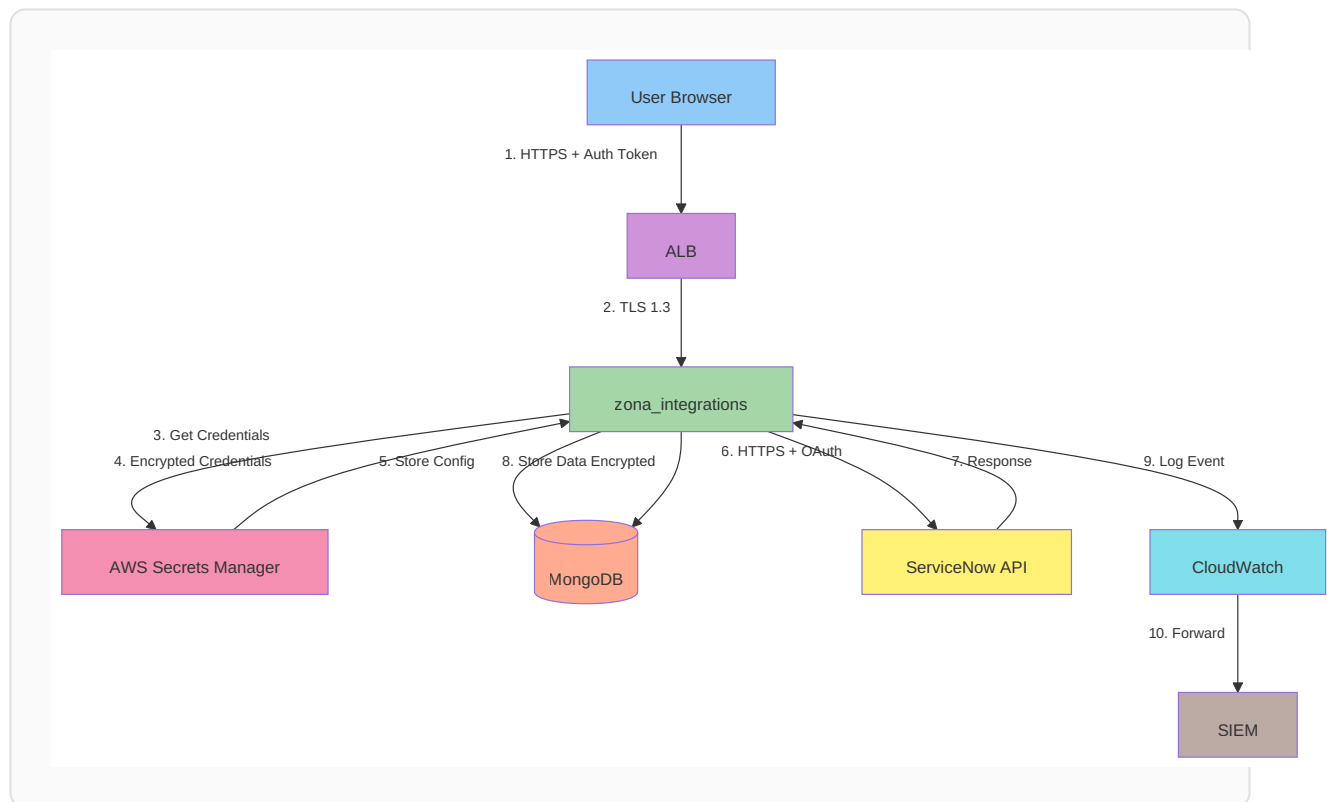 User Browser
1. HTTPS + Auth Token
ALB
2. TLS 1.3
zona_integrations
3. Get Credentials
4. Encrypted Credentials
5. Store Config
8. Store Data Encrypted
6. HTTPS + OAuth
7. Response
9. Log Event
AWS Secrets Manager
MongoDB
ServiceNow API
CloudWatch
10. Forward
SIEM